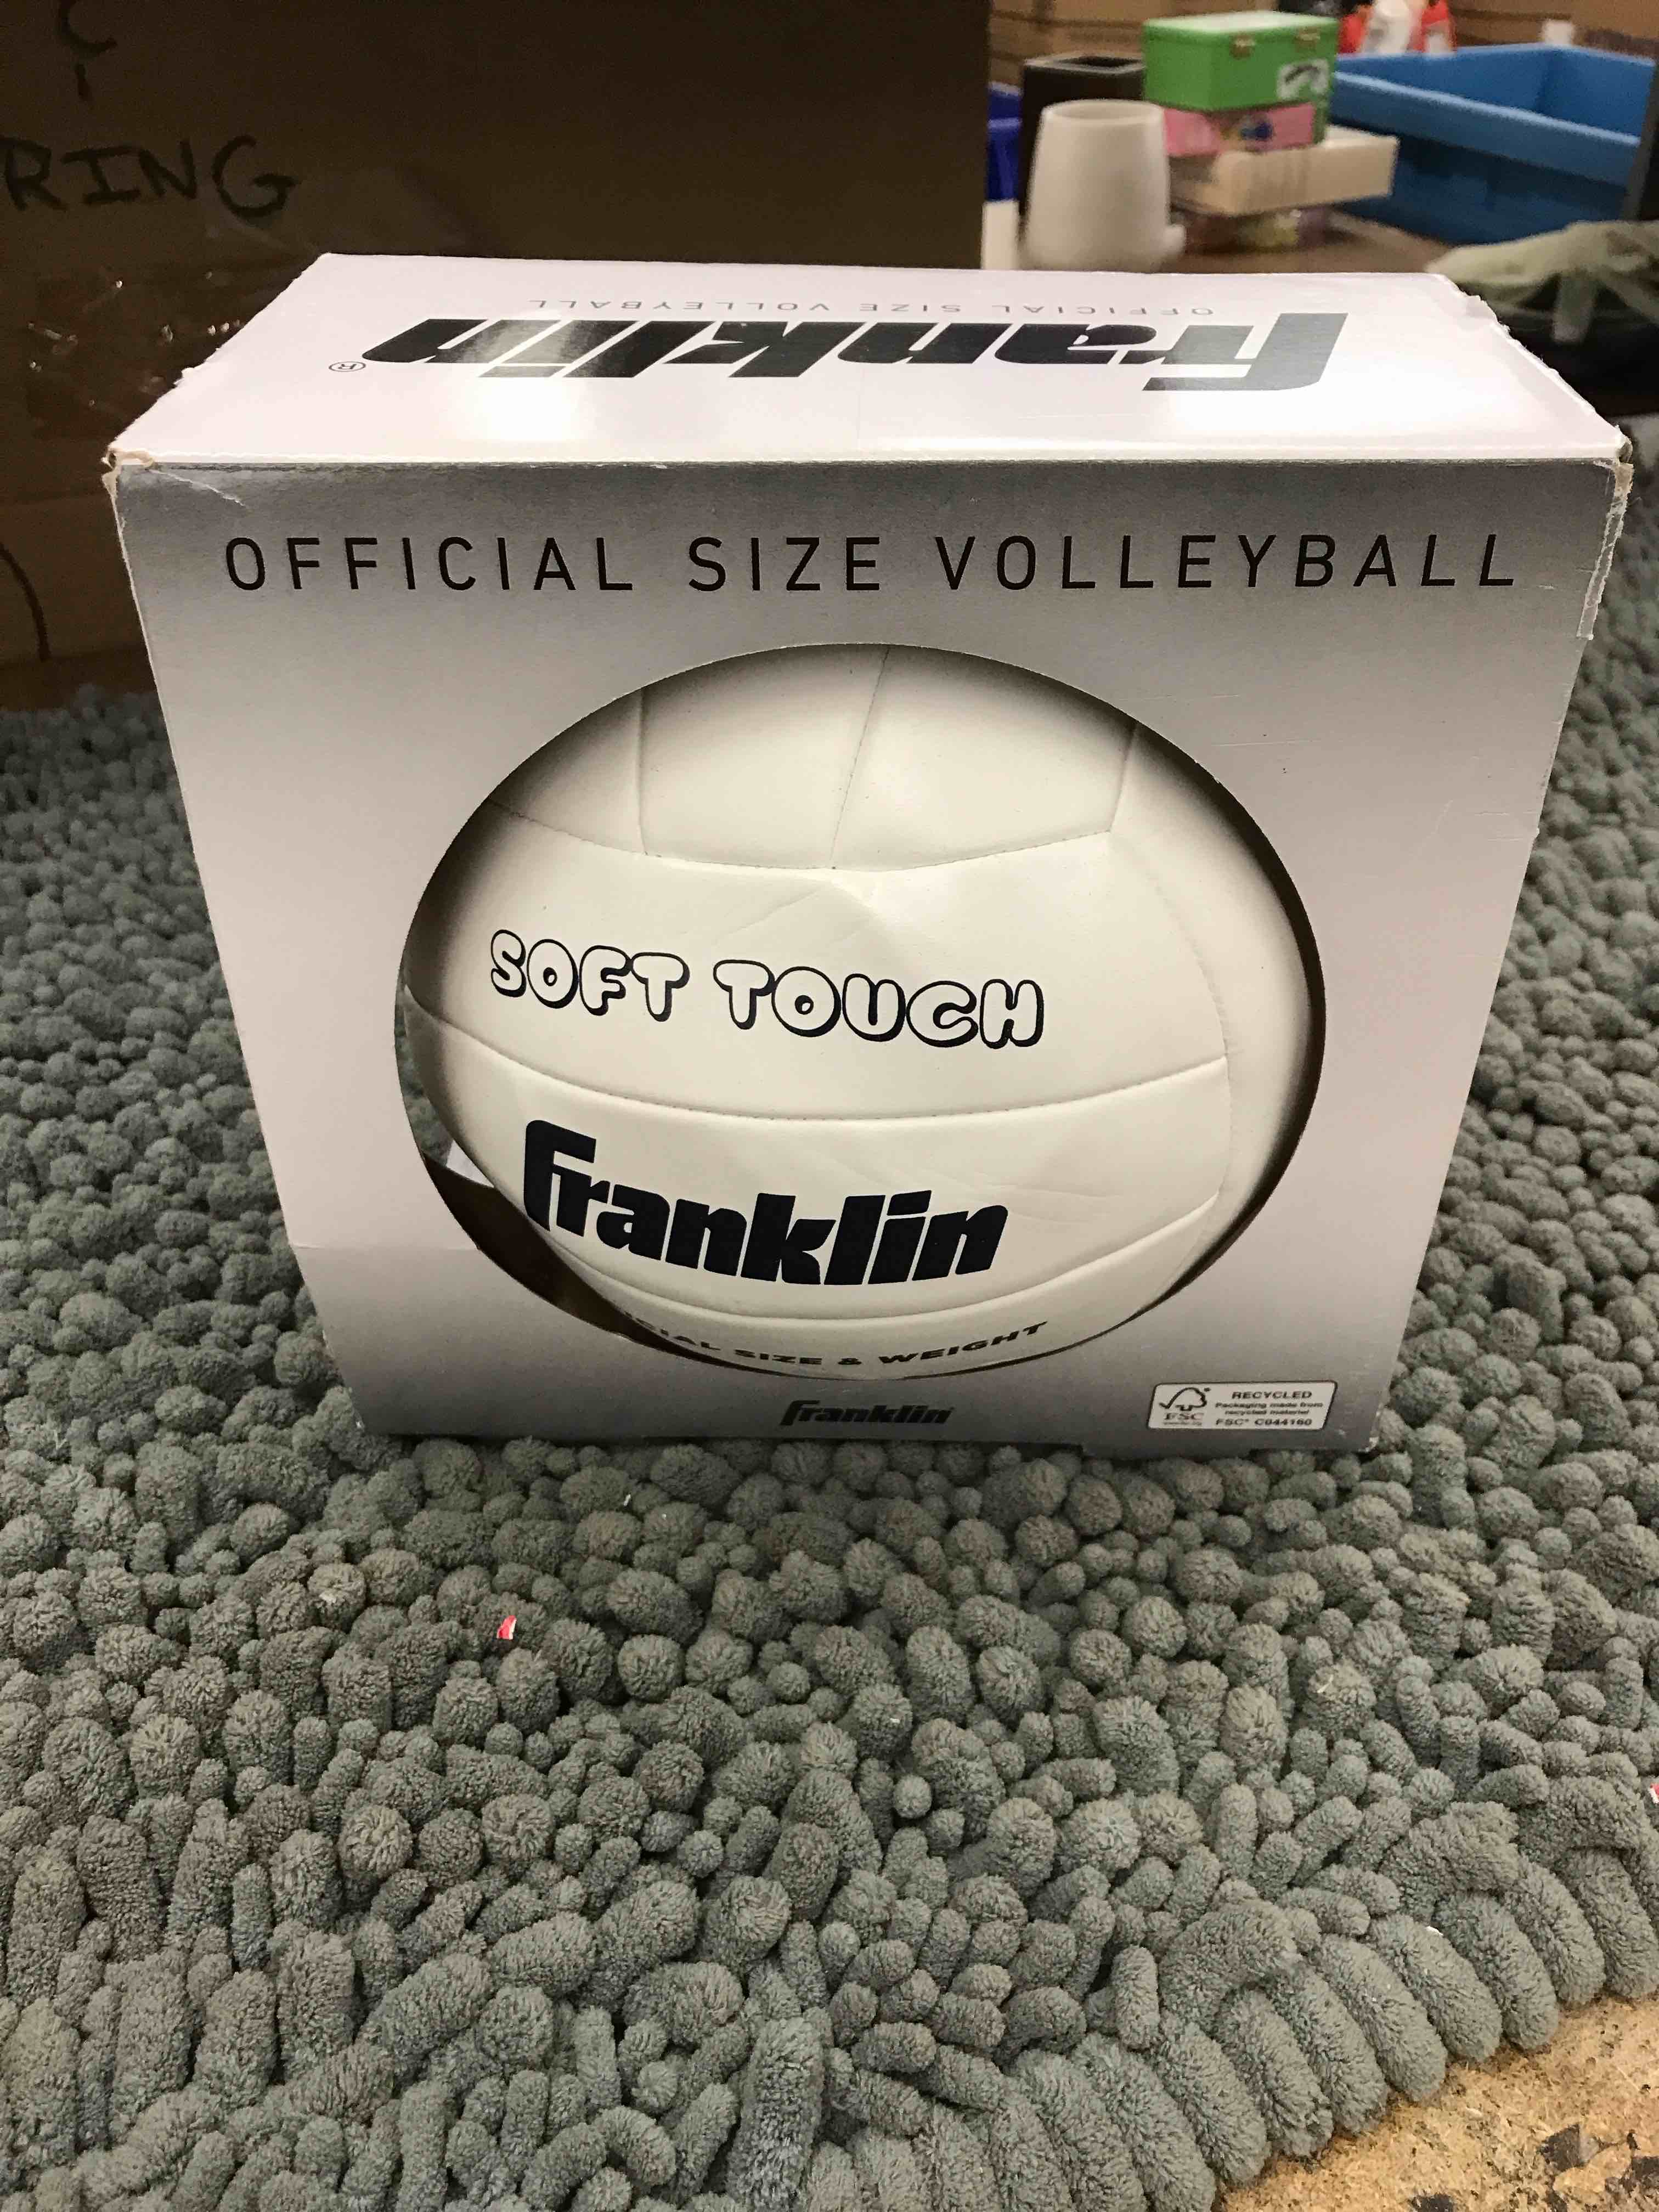 RING
OFFICIAL SIZE VOLLEYBALL
Franklin®
OFFICIAL SIZE VOLLEYBALL
SOFT TOUCH
Franklin
CIAL SIZE & WEIGHT
Franklin
FSC
RECYCLED
Packaging made from
recycled material
FSC® C044160